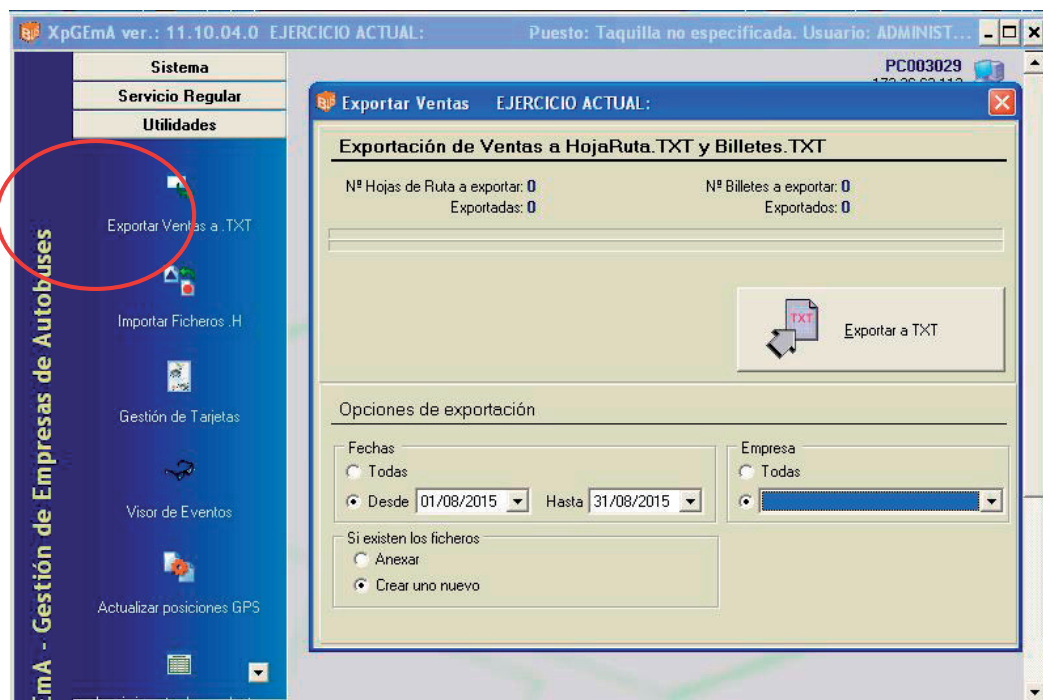 XpGEmA ver.: 11.10.04.0 EJERCICIO ACTUAL: Puesto: Taquilla no especificada. Usuario: ADMINIST...
Sistema
Servicio Regular
Utilidades
Exportar Ventas a .TXT
Importar Ficheros .H
Gestión de Tarjetas
Visor de Eventos
Actualizar posiciones GPS
EmA - Gestión de Empresas de Autobuses
PC003029
Exportar Ventas EJERCICIO ACTUAL:
Exportación de Ventas a HojaRuta.TXT y Billetes.TXT
Nº Hojas de Ruta a exportar: 0 Nº Billetes a exportar: 0
Exportadas: 0 Exportados: 0
TXT
Exportar a TXT
Opciones de exportación
Fechas
Todas
Desde 01/08/2015 Hasta 31/08/2015
Empresa
Todas
Si existen los ficheros
Anexar
Crear uno nuevo